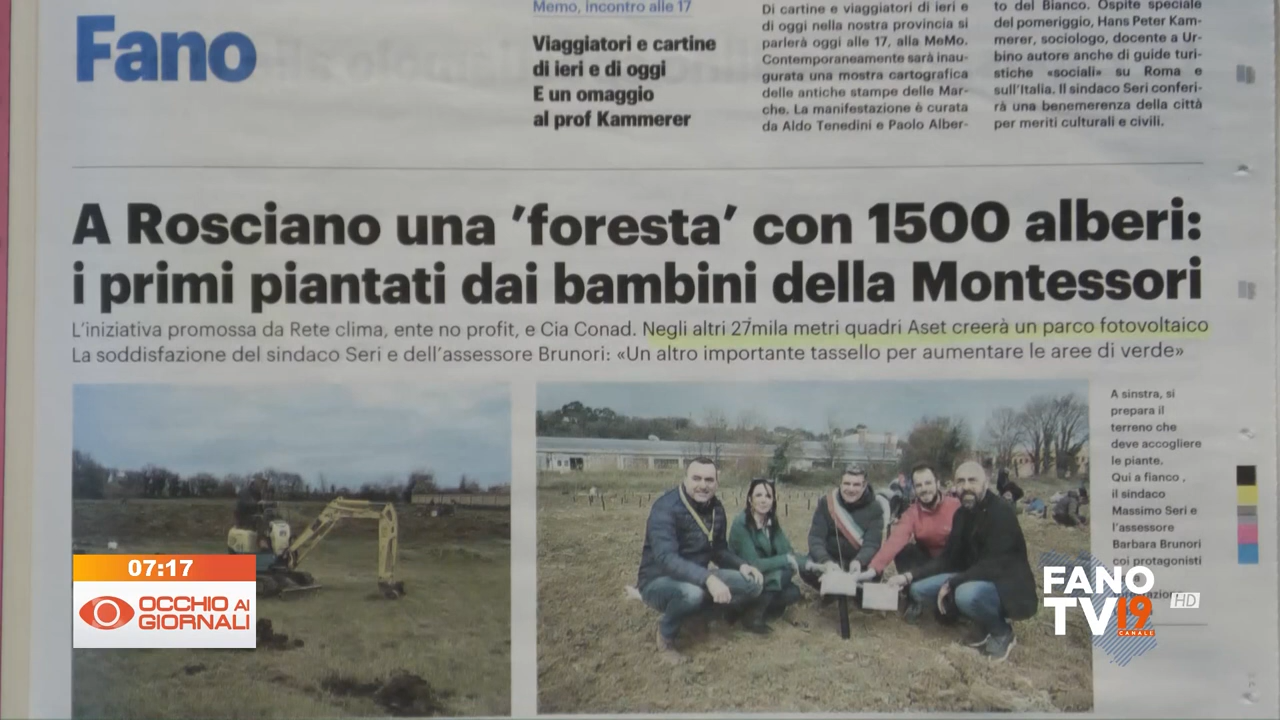 Fano
Memo, incontro alle 17
Viaggiatori e cartine
di ieri e di oggi
E un omaggio
al prof Kammerer
Di cartine e viaggiatori di ieri e
di oggi nella nostra provincia si
parlerà oggi alle 17, alla MeMo.
Contemporaneamente sarà inau-
gurata una mostra cartografica
delle antiche stampe delle Mar-
che. La manifestazione è curata
da Aldo Tenedini e Paolo Alber-
to del Bianco. Ospite speciale
del pomeriggio, Hans Peter Kam-
merer, sociologo, docente a Ur-
bino autore anche di guide turi-
stiche «sociali» su Roma e
sull'Italia. Il sindaco Seri conferi-
rà una benemerenza della città
per meriti culturali e civili.
A Rosciano una 'foresta' con 1500 alberi:
i primi piantati dai bambini della Montessori
L'iniziativa promossa da Rete clima, ente no profit, e Cia Conad. Negli altri 27mila metri quadri Aset creerà un parco fotovoltaico
La soddisfazione del sindaco Seri e dell'assessore Brunori: «Un altro importante tassello per aumentare le aree di verde»
A sinstra, si
prepara il
terreno che
deve accogliere
le piante.
Qui a fianco ,
il sindaco
Massimo Seri e
l'assessore
Barbara Brunori
coi protagonisti
07:17
OCCHIO AI
GIORNALI
FANO
TV 19
CANALE
HD